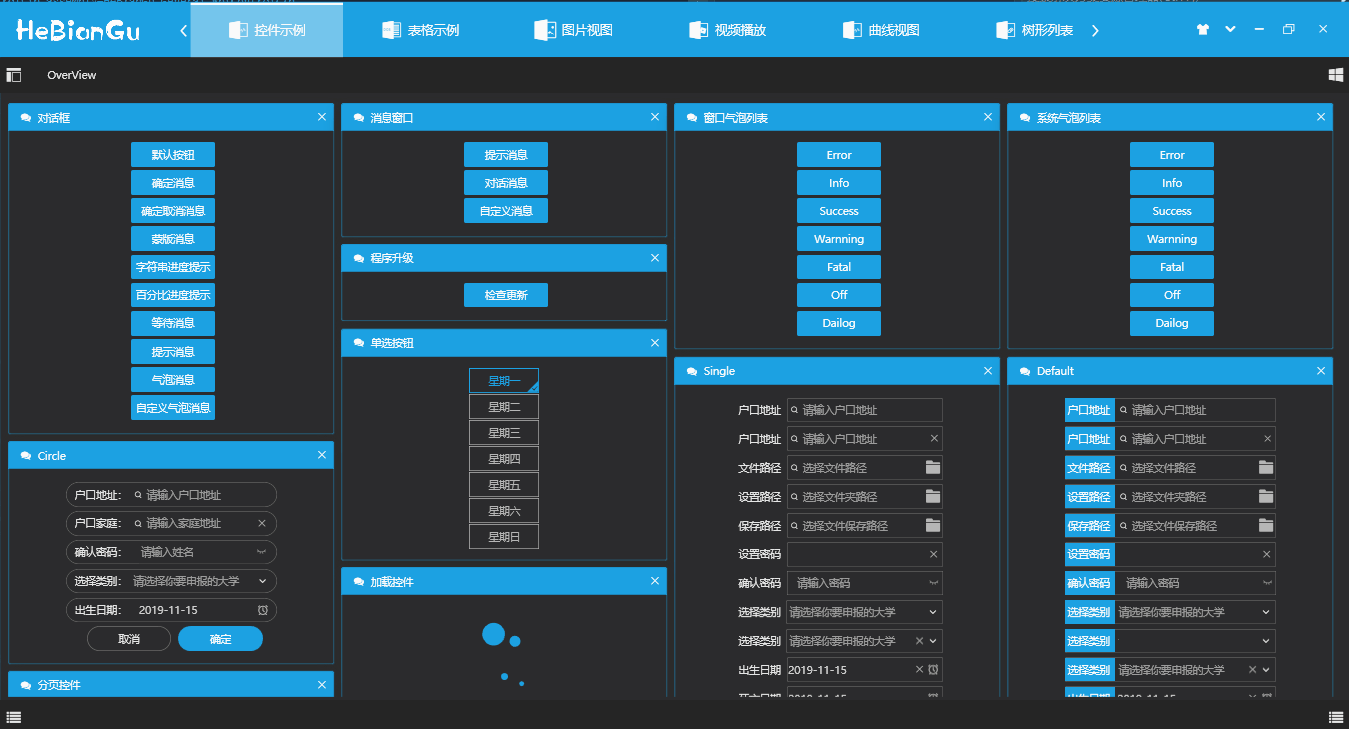 HeBianGu
控件示例
表格示例
图片视图
视频播放
曲线视图
树形列表
OverView
对话框
默认按钮
确定消息
确定取消消息
蒙版消息
字符串进度提示
百分比进度提示
等待消息
提示消息
气泡消息
自定义气泡消息
Circle
户口地址: 请输入户口地址
户口家庭: 请输入家庭地址
确认密码: 请输入姓名
选择类别: 请选择你要申报的大学
出生日期: 2019-11-15
取消 确定
分页控件
消息窗口
提示消息
对话消息
自定义消息
程序升级
检查更新
单选按钮
星期一
星期二
星期三
星期四
星期五
星期六
星期日
加载控件
窗口气泡列表
Error
Info
Success
Warnning
Fatal
Off
Dailog
Single
户口地址 请输入户口地址
户口地址 请输入户口地址
文件路径 选择文件路径
设置路径 选择文件夹路径
保存路径 选择文件保存路径
设置密码
确认密码 请输入密码
选择类别 请选择你要申报的大学
选择类别 请选择你要申报的大学
出生日期 2019-11-15
系统气泡列表
Error
Info
Success
Warnning
Fatal
Off
Dailog
Default
户口地址 请输入户口地址
户口地址 请输入户口地址
文件路径 选择文件路径
设置路径 选择文件夹路径
保存路径 选择文件保存路径
设置密码
确认密码 请输入密码
选择类别 请选择你要申报的大学
选择类别
选择类别 请选择你要申报的大学